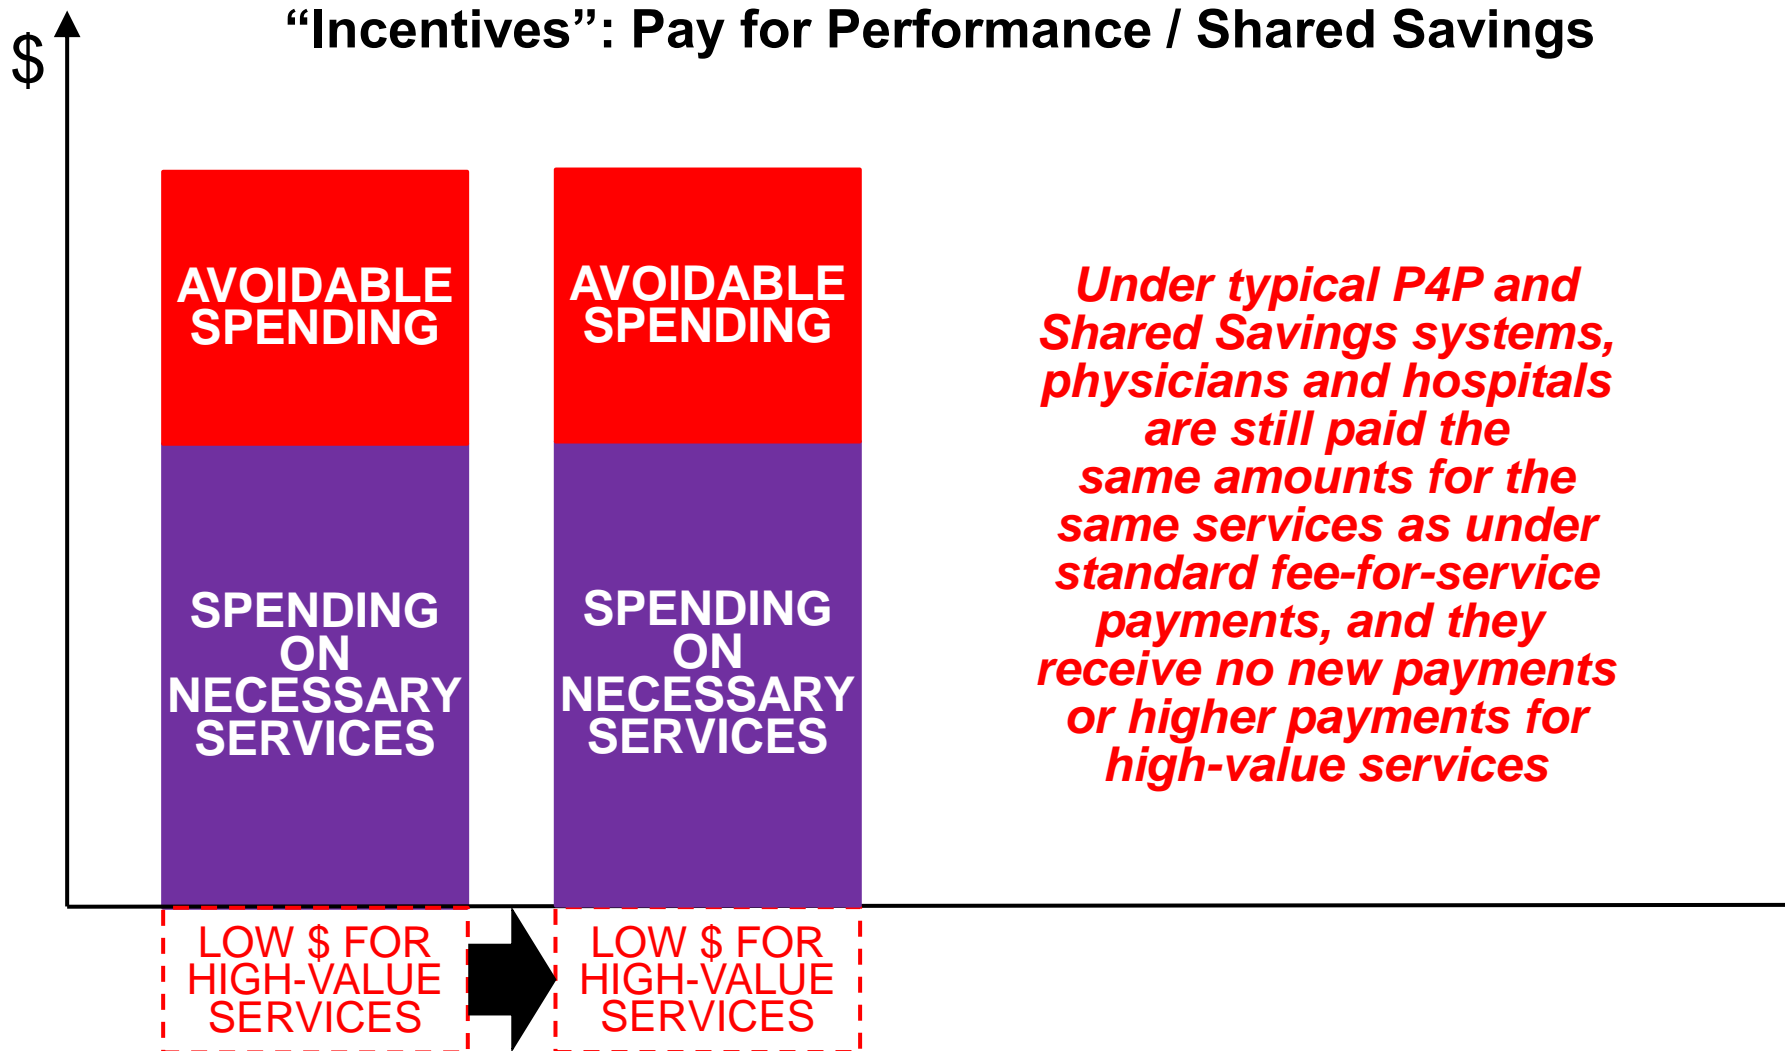 “Incentives”: Pay for Performance / Shared Savings
$
AVOIDABLE
SPENDING
SPENDING
ON
NECESSARY
SERVICES
LOW $ FOR
HIGH-VALUE
SERVICES
AVOIDABLE
SPENDING
SPENDING
ON
NECESSARY
SERVICES
LOW $ FOR
HIGH-VALUE
SERVICES
Under typical P4P and
Shared Savings systems,
physicians and hospitals
are still paid the
same amounts for the
same services as under
standard fee-for-service
payments, and they
receive no new payments
or higher payments for
high-value services